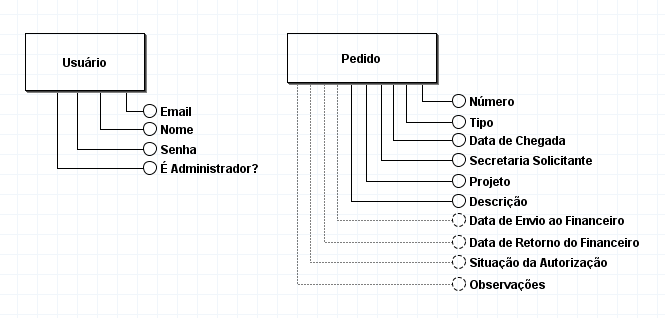 Usuário
Email
Nome
Senha
É Administrador?
Pedido
Número
Tipo
Data de Chegada
Secretaria Solicitante
Projeto
Descrição
Data de Envio ao Financeiro
Data de Retorno do Financeiro
Situação da Autorização
Observações